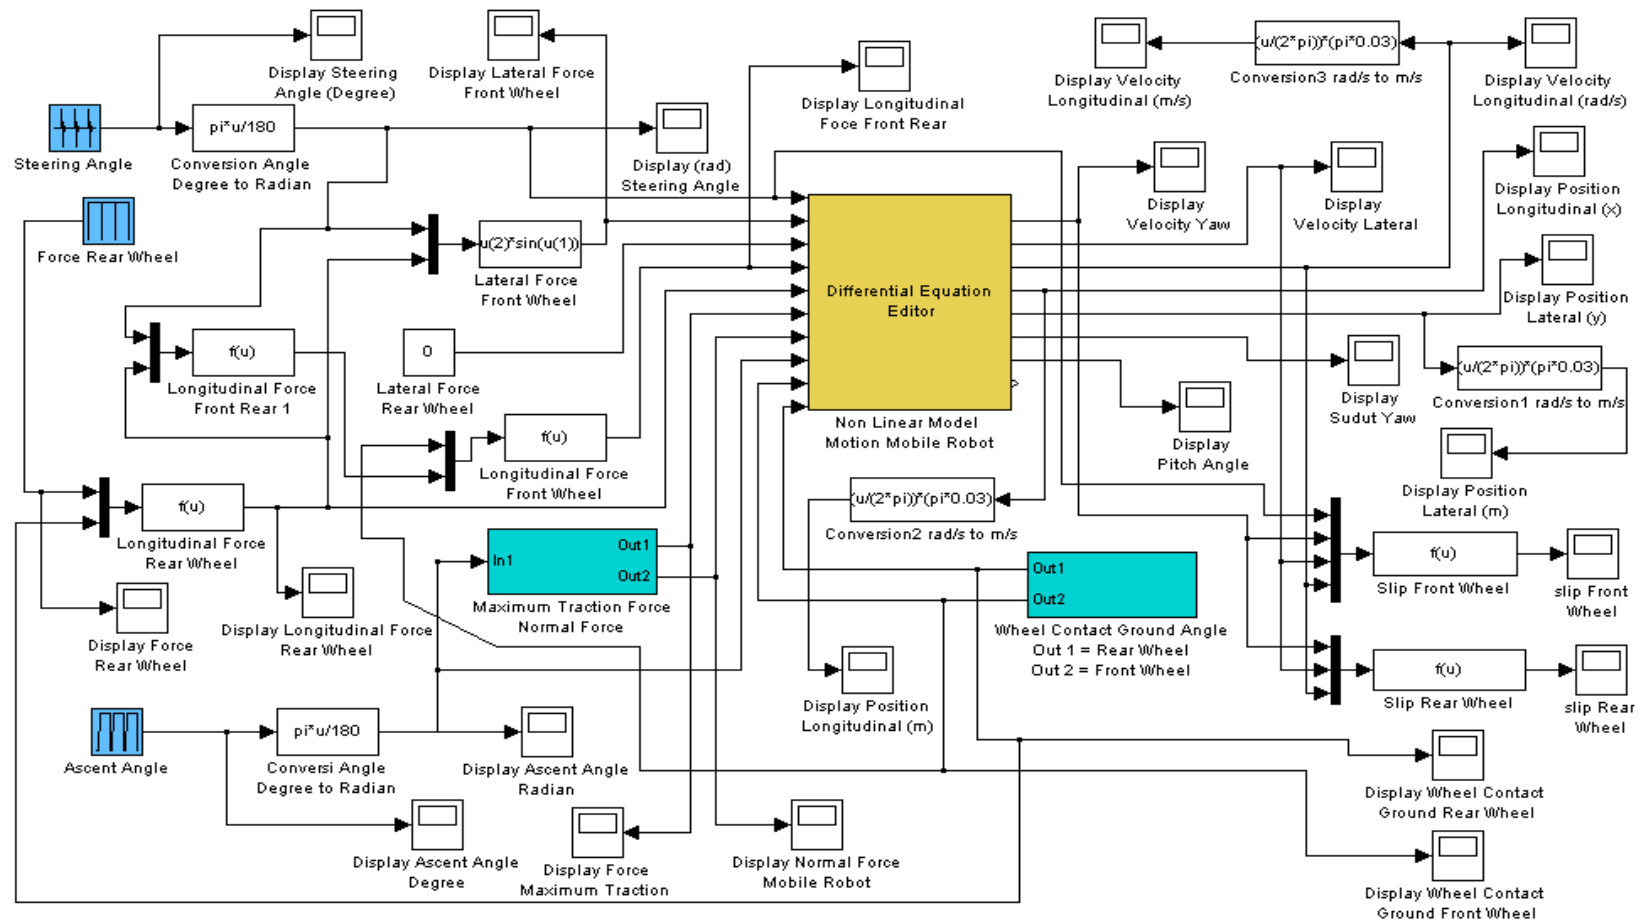 Display Steering
Angle (Degree)
Display Lateral Force
Front Wheel
Display Longitudinal
Foce Front Rear
Display Velocity
Longitudinal (m/s)
(u/(2*pi))*(pi*0.03)
Conversion3 rad/s to m/s
Display Velocity
Longitudinal (rad/s)
Steering Angle
pi*u/180
Conversion Angle
Degree to Radian
Display (rad)
Steering Angle
Display
Velocity Yaw
Display
Velocity Lateral
Display Position
Longitudinal (x)
Force Rear Wheel
u(2)*sin(u(1))
Lateral Force
Front Wheel
Differential Equation
Editor
Non Linear Model
Motion Mobile Robot
Display Position
Lateral (y)
f(u)
Longitudinal Force
Front Rear 1
0
Lateral Force
Rear Wheel
f(u)
Longitudinal Force
Front Wheel
Display
Sudut Yaw
(u/(2*pi))*(pi*0.03)
Conversion1 rad/s to m/s
Display
Pitch Angle
Display Position
Lateral (m)
f(u)
Longitudinal Force
Rear Wheel
(u/(2*pi))*(pi*0.03)
Conversion2 rad/s to m/s
In1
Out1
Out2
Maximum Traction Force
Normal Force
Out1
Out2
Wheel Contact Ground Angle
Out 1 = Rear Wheel
Out 2 = Front Wheel
f(u)
Slip Front Wheel
slip Front
Wheel
Display Force
Rear Wheel
Display Longitudinal Force
Rear Wheel
Display Position
Longitudinal (m)
f(u)
Slip Rear Wheel
slip Rear
Wheel
Ascent Angle
pi*u/180
Conversi Angle
Degree to Radian
Display Ascent Angle
Radian
Display Wheel Contact
Ground Rear Wheel
Display Ascent Angle
Degree
Display Force
Maximum Traction
Display Normal Force
Mobile Robot
Display Wheel Contact
Ground Front Wheel